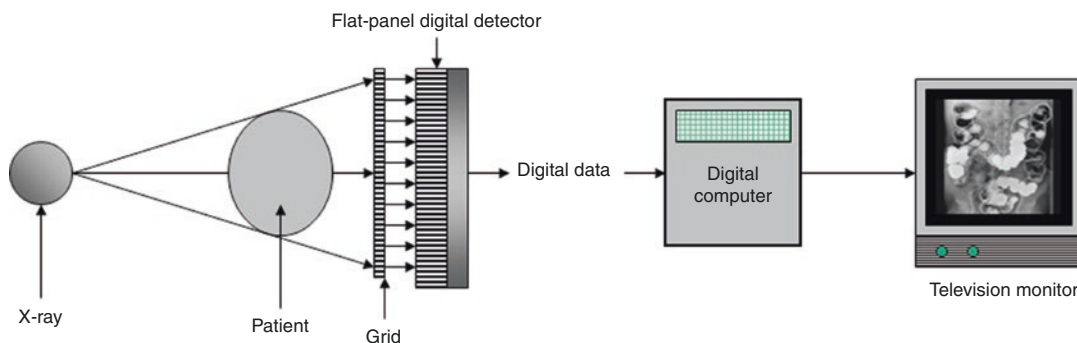 Flat-panel digital detector
Digital data
Digital
computer
X-ray
Patient
Grid
Television monitor